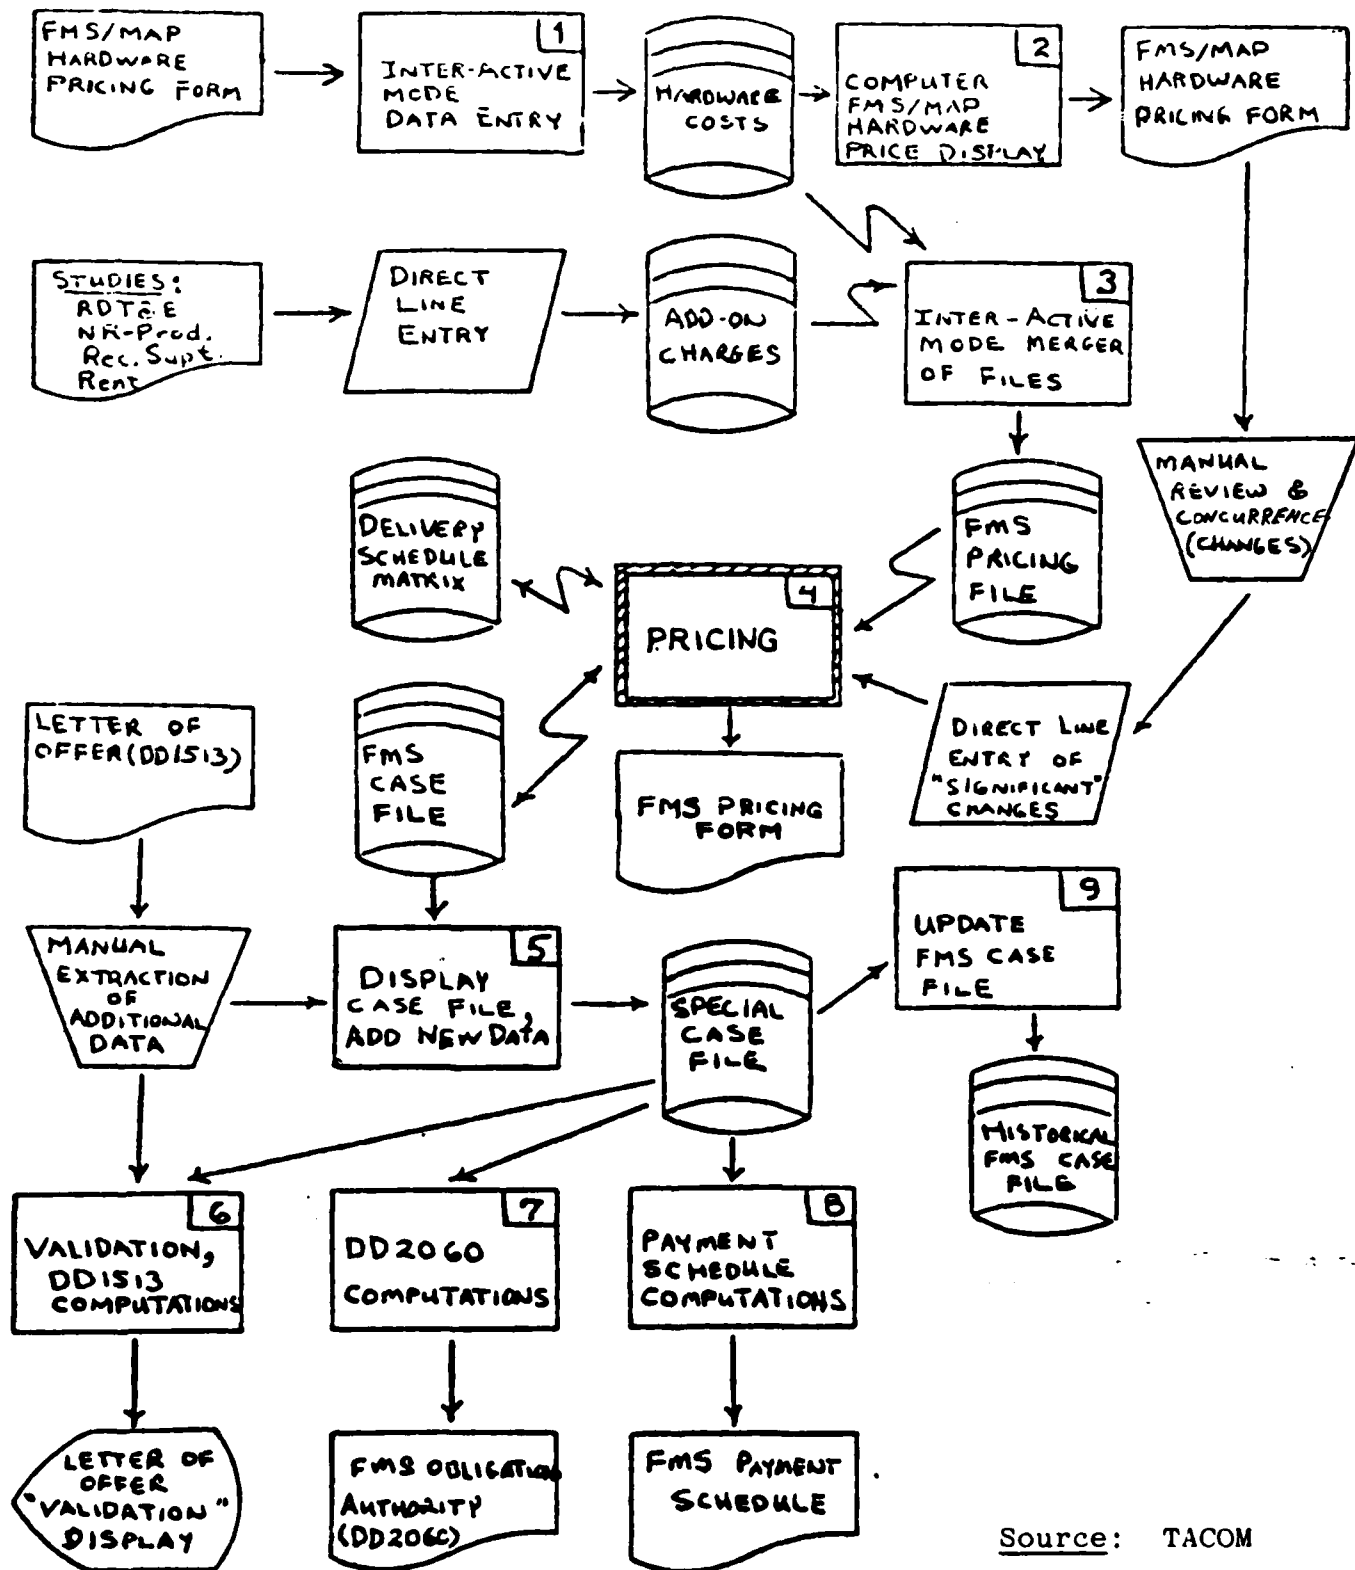 FMS/MAP
HARDWARE
PRICING FORM
1
INTER-ACTIVE
MODE
DATA ENTRY
HARDWARE
COSTS
2
COMPUTER
FMS/MAP
HARDWARE
PRICE DISPLAY
FMS/MAP
HARDWARE
PRICING FORM
STUDIES:
RDT&E
NR-Prod.
Rec. Supt.
Rent
DIRECT
LINE
ENTRY
ADD-ON
CHARGES
3
INTER-ACTIVE
MODE MERGER
OF FILES
MANUAL
REVIEW &
CONCURRENCE
(CHANGES)
DELIVERY
SCHEDULE
MATRIX
4
PRICING
FMS
PRICING
FILE
LETTER OF
OFFER (DD1513)
FMS
CASE
FILE
FMS PRICING
FORM
DIRECT LINE
ENTRY OF
"SIGNIFICANT"
CHANGES
MANUAL
EXTRACTION
OF
ADDITIONAL
DATA
5
DISPLAY
CASE FILE,
ADD NEW DATA
SPECIAL
CASE
FILE
9
UPDATE
FMS CASE
FILE
HISTORICAL
FMS CASE
FILE
6
VALIDATION,
DD1513
COMPUTATIONS
7
DD2060
COMPUTATIONS
8
PAYMENT
SCHEDULE
COMPUTATIONS
LETTER OF
OFFER
"VALIDATION"
DISPLAY
FMS OBLIGATION
AUTHORITY
(DD2060)
FMS PAYMENT
SCHEDULE
Source: TACOM